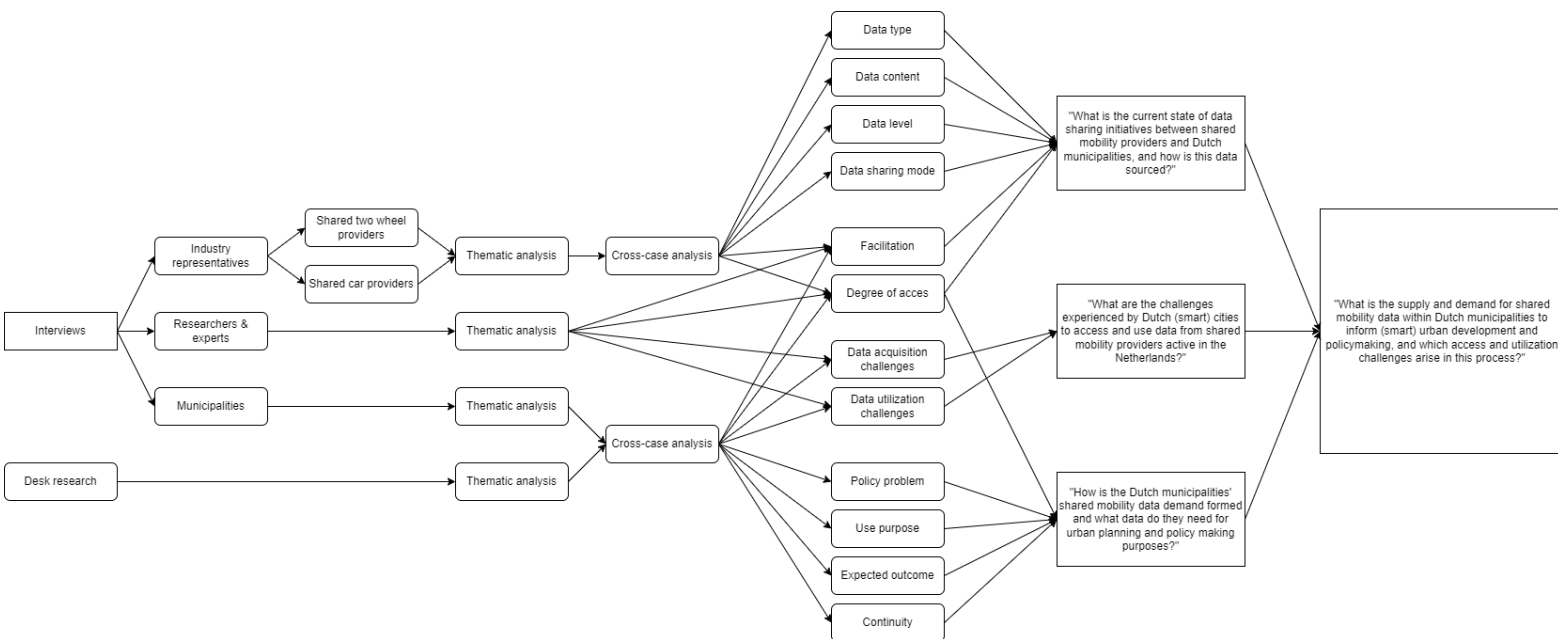 Interviews
Desk research
Industry
representatives
Researchers &
experts
Municipalities
Shared two wheel
providers
Shared car providers
Thematic analysis
Thematic analysis
Thematic analysis
Thematic analysis
Cross-case analysis
Cross-case analysis
Data type
Data content
Data level
Data sharing mode
Facilitation
Degree of acces
Data acquisition
challenges
Data utilization
challenges
Policy problem
Use purpose
Expected outcome
Continuity
"What is the current state of data
sharing initiatives between shared
mobility providers and Dutch
municipalities, and how is this data
sourced?"
"What are the challenges
experienced by Dutch (smart) cities
to access and use data from shared
mobility providers active in the
Netherlands?"
"How is the Dutch municipalities'
shared mobility data demand formed
and what data do they need for
urban planning and policy making
purposes?"
"What is the supply and demand for shared
mobility data within Dutch municipalities to
inform (smart) urban development and
policymaking, and which access and utilization
challenges arise in this process?"